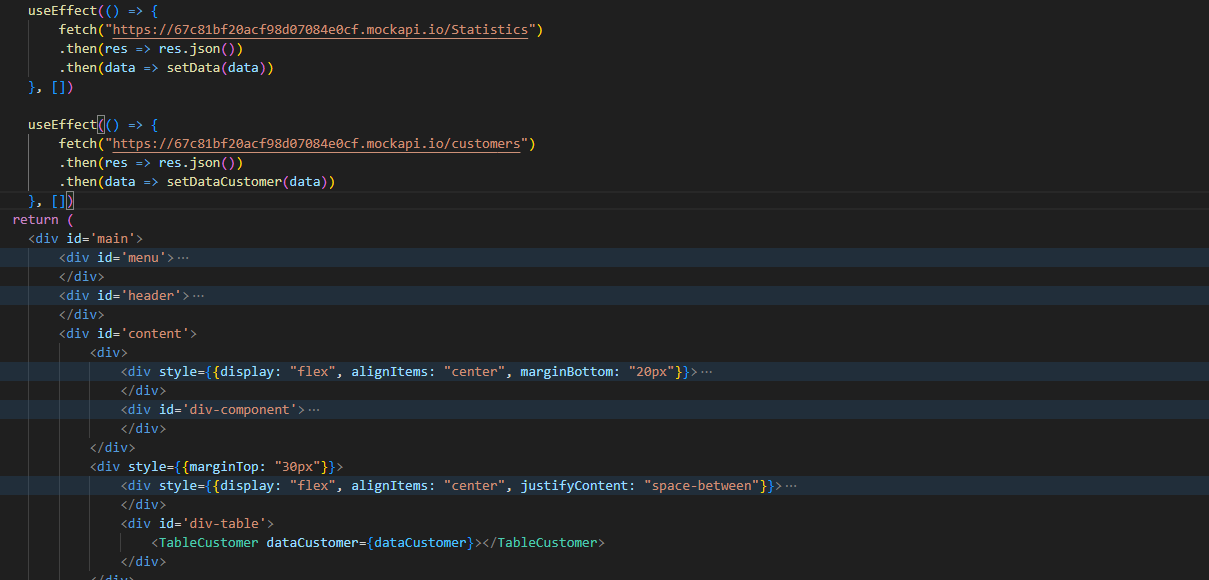 useEffect(() => {
fetch("https://67c81bf20acf98d07084e0cf.mockapi.io/Statistics")
.then(res => res.json())
.then(data => setData(data))
}, [])
useEffect(() => {
fetch("https://67c81bf20acf98d07084e0cf.mockapi.io/customers")
.then(res => res.json())
.then(data => setDataCustomer(data))
}, [])
return (
<div id='main'>
<div id='menu'>···
</div>
<div id='header'>···
</div>
<div id='content'>
<div>
<div style={{display: "flex", alignItems: "center", marginBottom: "20px"}}>···
</div>
<div id='div-component'>···
</div>
</div>
<div style={{marginTop: "30px"}}>
<div style={{display: "flex", alignItems: "center", justifyContent: "space-between"}}>···
</div>
<div id='div-table'>
<TableCustomer dataCustomer={dataCustomer}></TableCustomer>
</div>
</div>